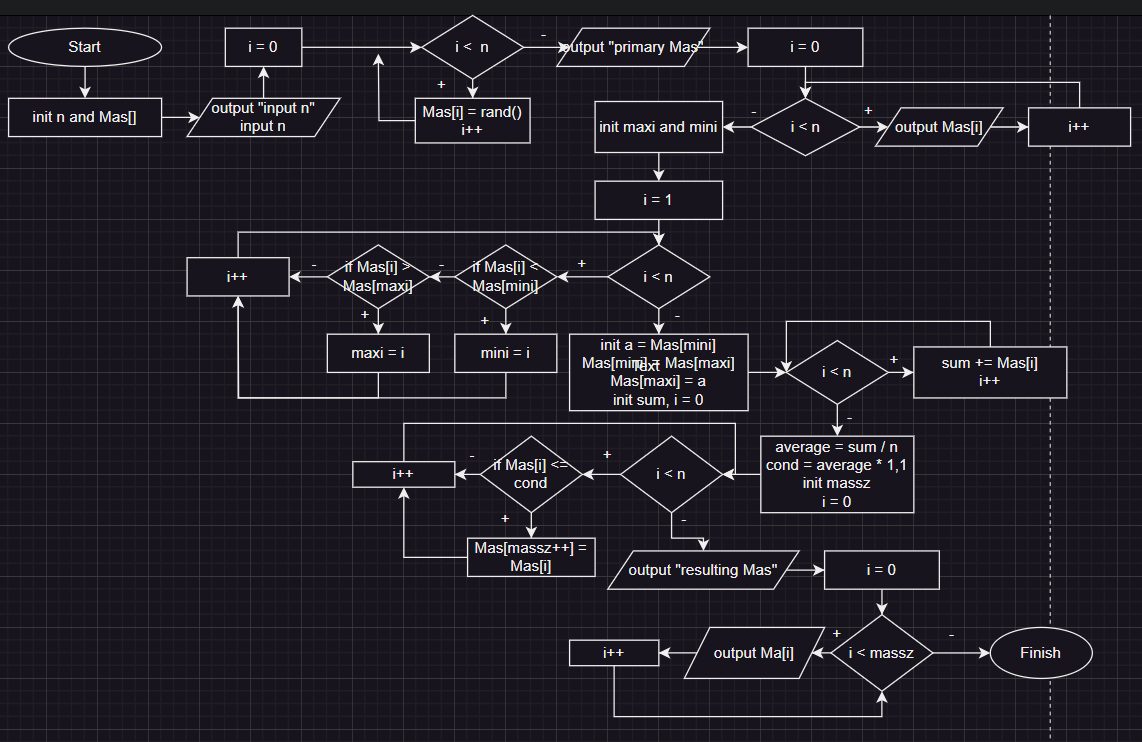 Start
i = 0
i < n
-
output "primary Mas"
i = 0
+
init n and Mas[]
output "input n"
input n
Mas[i] = rand()
i++
init maxi and mini
-
i < n
+
output Mas[i]
i++
i = 1
i++
-
if Mas[i] >
Mas[maxi]
-
if Mas[i] <
Mas[mini]
+
i < n
+
+
-
maxi = i
mini = i
init a = Mas[mini]
Mas[mini] = Mas[maxi]
Text
Mas[maxi] = a
init sum, i = 0
i < n
+
sum += Mas[i]
i++
-
average = sum / n
cond = average * 1,1
init massz
i = 0
i++
-
if Mas[i] <=
cond
+
i < n
+
-
Mas[massz++] =
Mas[i]
output "resulting Mas"
i = 0
i++
output Ma[i]
+
i < massz
-
Finish